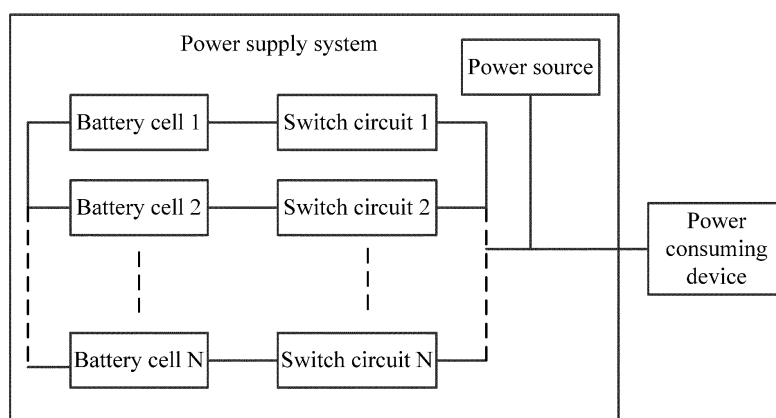 Power supply system
Power source
Battery cell 1
Switch circuit 1
Battery cell 2
Switch circuit 2
Power
consuming
device
Battery cell N
Switch circuit N